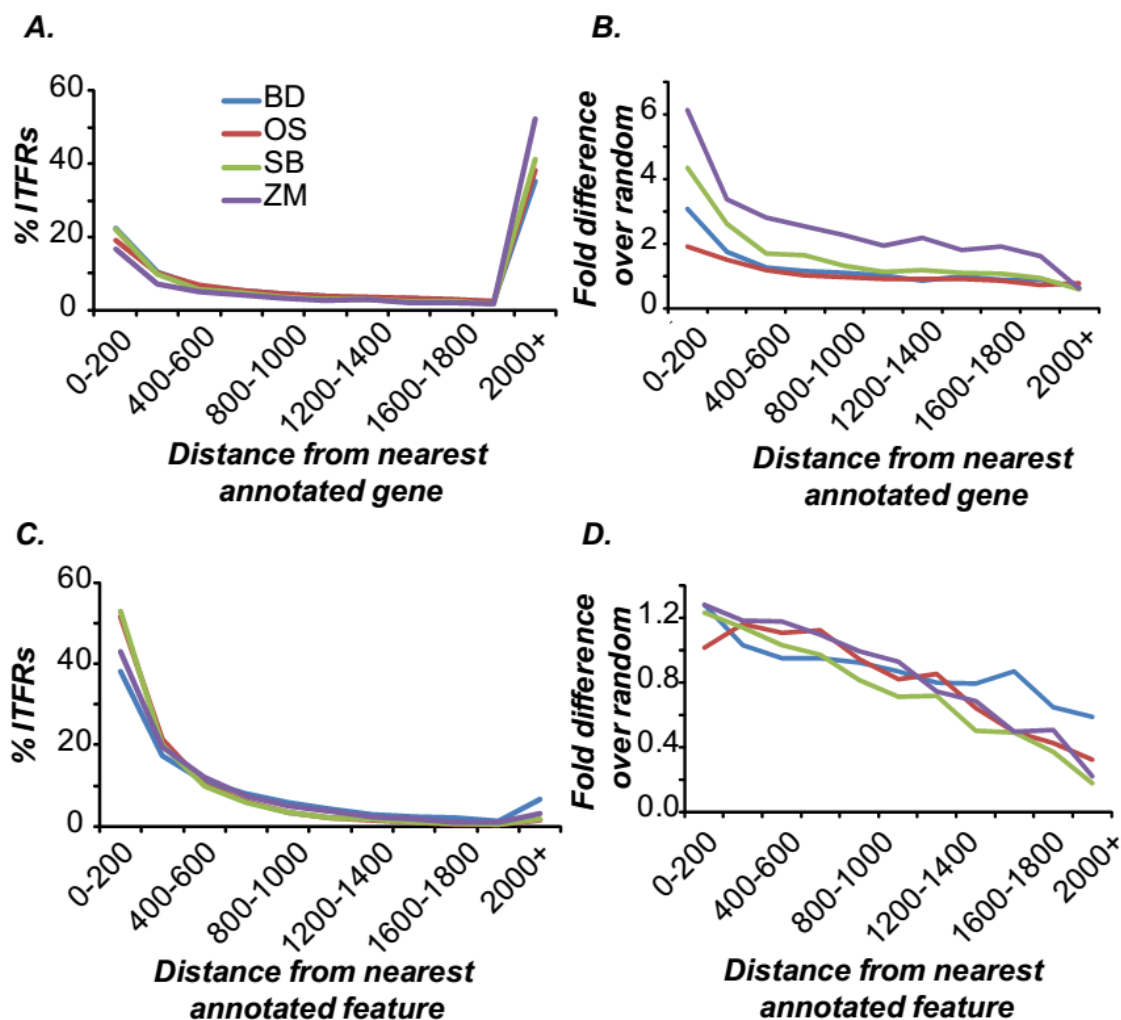 A.
% ITFRs
60
40
20
0
BD
OS
SB
ZM
0-200
400-600
800-1000
1200-1400
1600-1800
2000+
Distance from nearest
annotated gene
B.
Fold difference
over random
6
4
2
0
0-200
400-600
800-1000
1200-1400
1600-1800
2000+
Distance from nearest
annotated gene
C.
% ITFRs
60
40
20
0
0-200
400-600
800-1000
1200-1400
1600-1800
2000+
Distance from nearest
annotated feature
D.
Fold difference
over random
1.2
0.8
0.4
0.0
0-200
400-600
800-1000
1200-1400
1600-1800
2000+
Distance from nearest
annotated feature